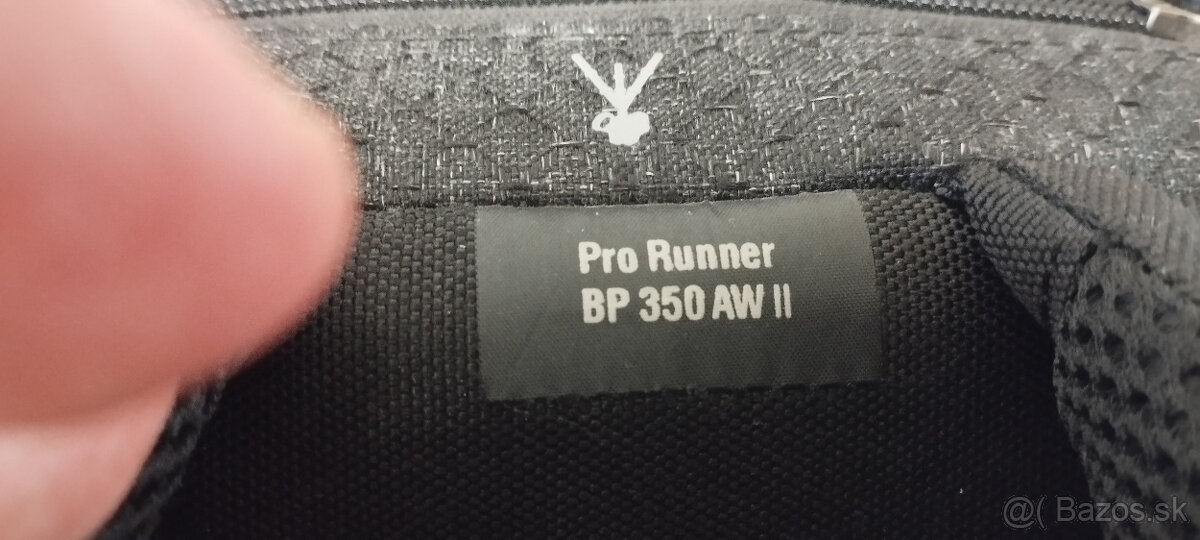 Pro Runner
BP 350 AW II
@( Bazos.sk